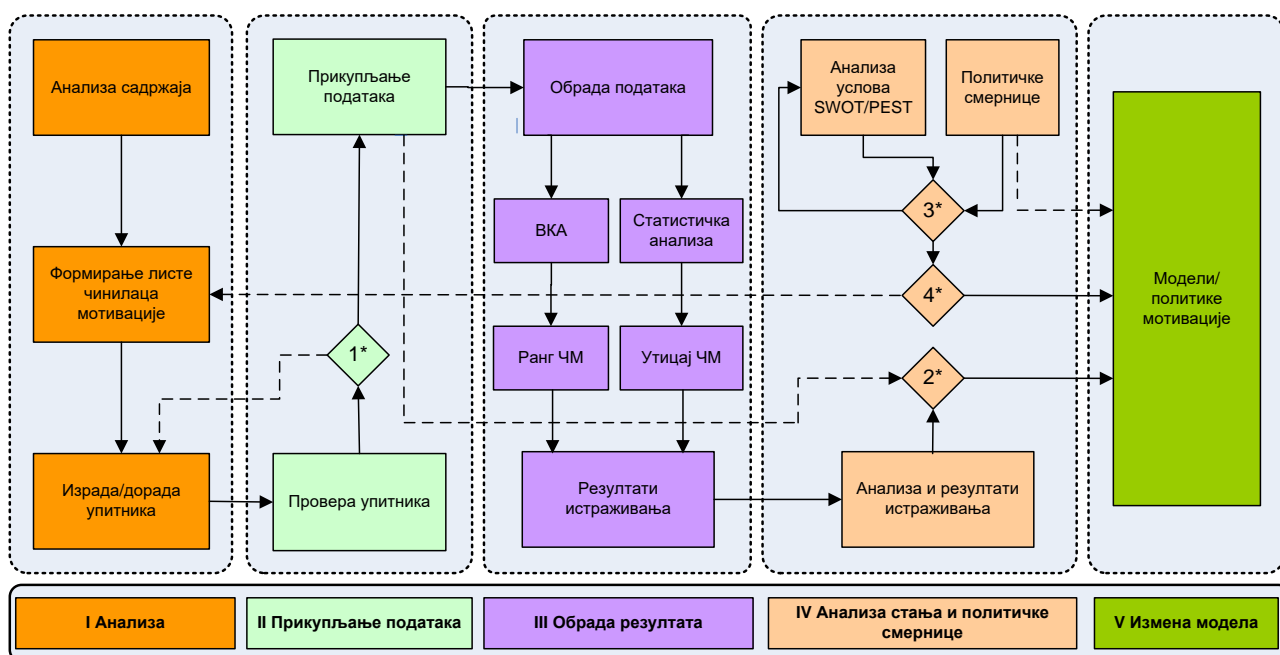 Анализа садржаја
Формирање листе
чинилаца
мотивације
Израда/дорада
упитника
Прикупљање
података
1*
Провера упитника
Обрада података
ВКА
Статистичка
анализа
Ранг ЧМ
Утицај ЧМ
Резултати
истраживања
Анализа
услова
SWOT/PEST
Политичке
смернице
3*
4*
2*
Анализа и резултати
истраживања
Модели/
политике
мотивације
I Анализа
II Прикупљање података
III Обрада резултата
IV Анализа стања и политичке
смернице
V Измена модела